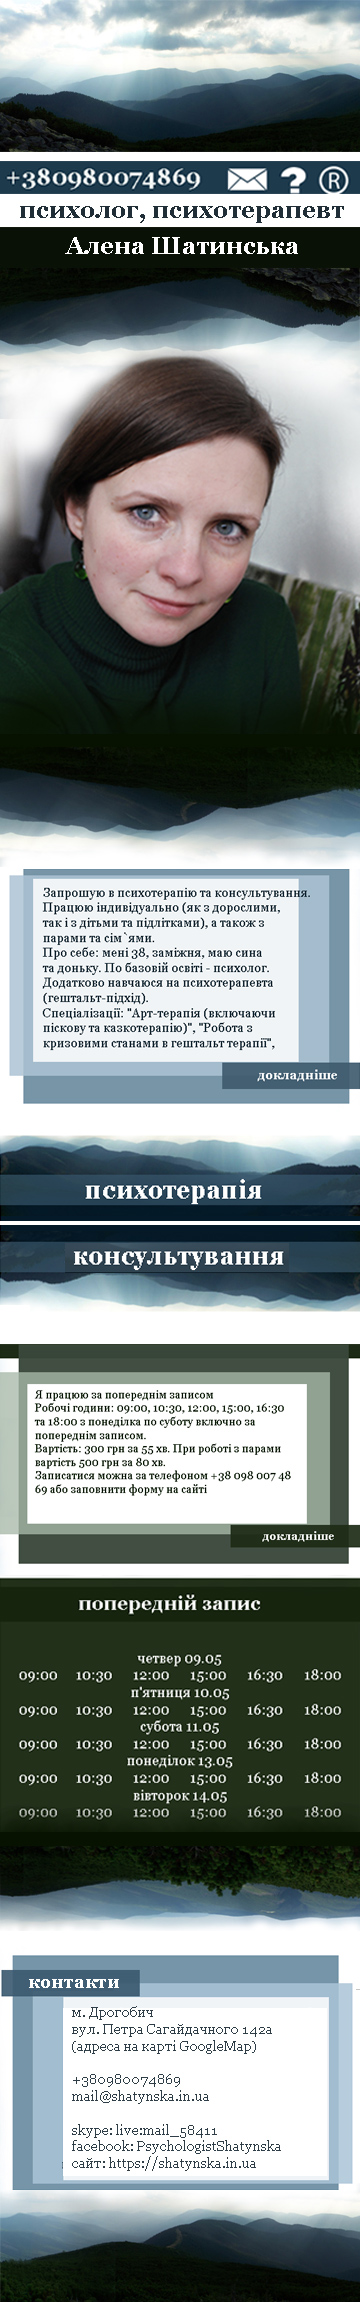 +380980074869 ? ®
психолог, психотерапевт
Алена Шатинська
Запрошую в психотерапію та консультування.
Працюю індивідуально (як з дорослими,
так і з дітьми та підлітками), а також з
парами та сім`ями.
Про себе: мені 38, заміжня, маю сина
та доньку. По базовій освіті - психолог.
Додатково навчаюся на психотерапевта
(гештальт-підхід).
Спеціалізації: "Арт-терапія (включаючи
піскову та казкотерапію)", "Робота з
кризовими станами в гештальт терапії",
докладніше
психотерапія
консультування
Я працюю за попереднім записом
Робочі години: 09:00, 10:30, 12:00, 15:00, 16:30
та 18:00 з понеділка по суботу включно за
попереднім записом.
Вартість: 300 грн за 55 хв. При роботі з парами
вартість 500 грн за 80 хв.
Записатися можна за телефоном +38 098 007 48
69 або заповнити форму на сайті
докладніше
попередній запис
четвер 09.05
09:00 10:30 12:00 15:00 16:30 18:00
п'ятниця 10.05
09:00 10:30 12:00 15:00 16:30 18:00
субота 11.05
09:00 10:30 12:00 15:00 16:30 18:00
понеділок 13.05
09:00 10:30 12:00 15:00 16:30 18:00
вівторок 14.05
09:00 10:30 12:00 15:00 16:30 18:00
контакти
м. Дрогобич
вул. Петра Сагайдачного 142а
(адреса на карті GoogleMap)
+380980074869
mail@shatynska.in.ua
skype: live:mail_58411
facebook: PsychologistShatynska
сайт: https://shatynska.in.ua